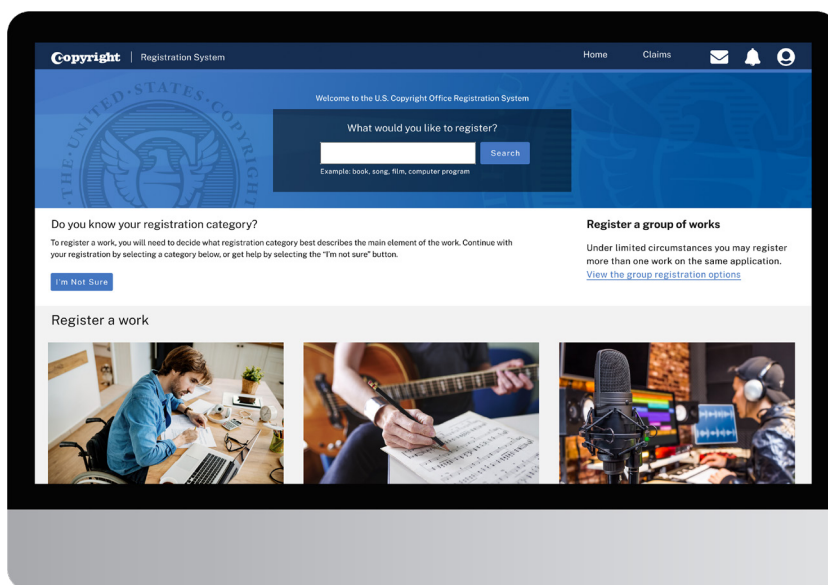 Copyright | Registration System
Home
Claims
THE · UNITED · STATES · COPYRIGHT
Welcome to the U.S. Copyright Office Registration System
What would you like to register?
Search
Example: book, song, film, computer program
Do you know your registration category?
To register a work, you will need to decide what registration category best describes the main element of the work. Continue with
your registration by selecting a category below, or get help by selecting the "I'm not sure" button.
I'm Not Sure
Register a group of works
Under limited circumstances you may register
more than one work on the same application.
View the group registration options
Register a work